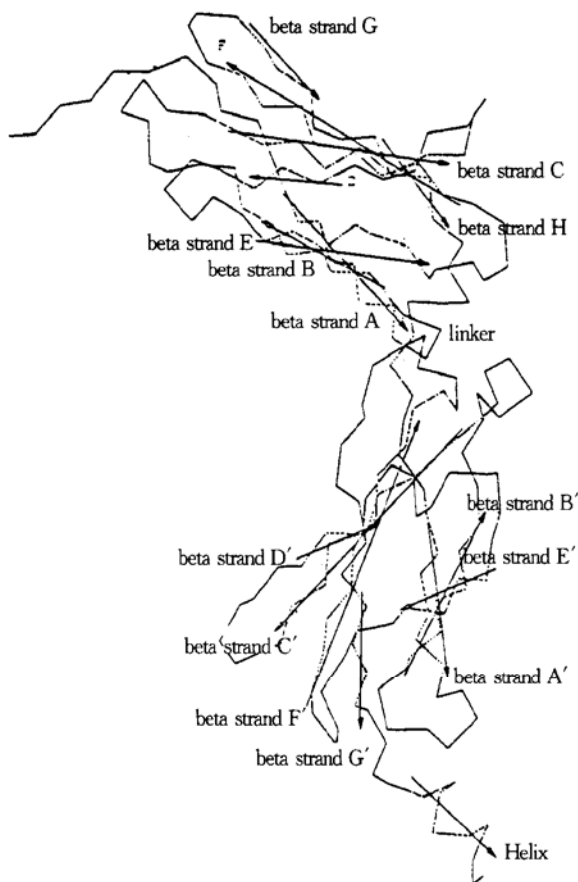 beta strand G
F
beta strand C
beta strand H
beta strand E
beta strand B
beta strand A
linker
beta strand B′
beta strand D′
beta strand E′
beta strand C′
beta strand A′
beta strand F′
beta strand G′
Helix